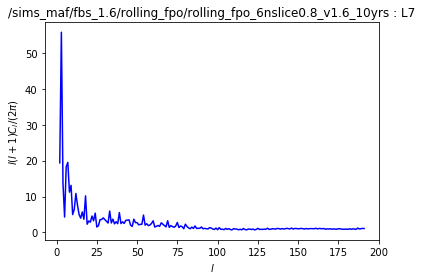 /sims_maf/fbs_1.6/rolling_fpo/rolling_fpo_6nslice0.8_v1.6_10yrs : L7
l(l + 1)Cₗ/(2π)
50
40
30
20
10
0
0 25 50 75 100 125 150 175 200
l